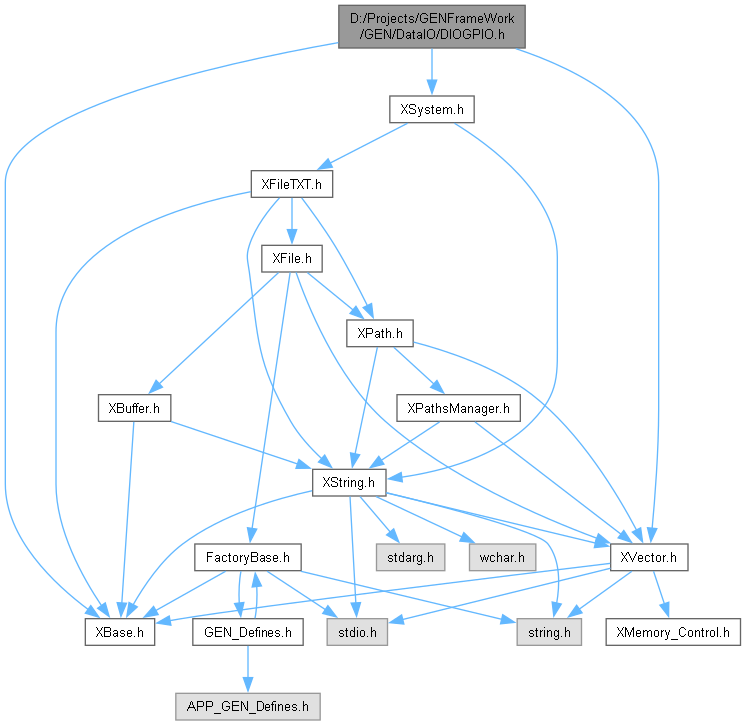 D:/Projects/GENFrameWork
/GEN/DataIO/DIOGPIO.h
XSystem.h
XFileTXT.h
XFile.h
XPath.h
XBuffer.h
XPathsManager.h
XString.h
FactoryBase.h
stdarg.h
wchar.h
XVector.h
XBase.h
GEN_Defines.h
stdio.h
string.h
XMemory_Control.h
APP_GEN_Defines.h